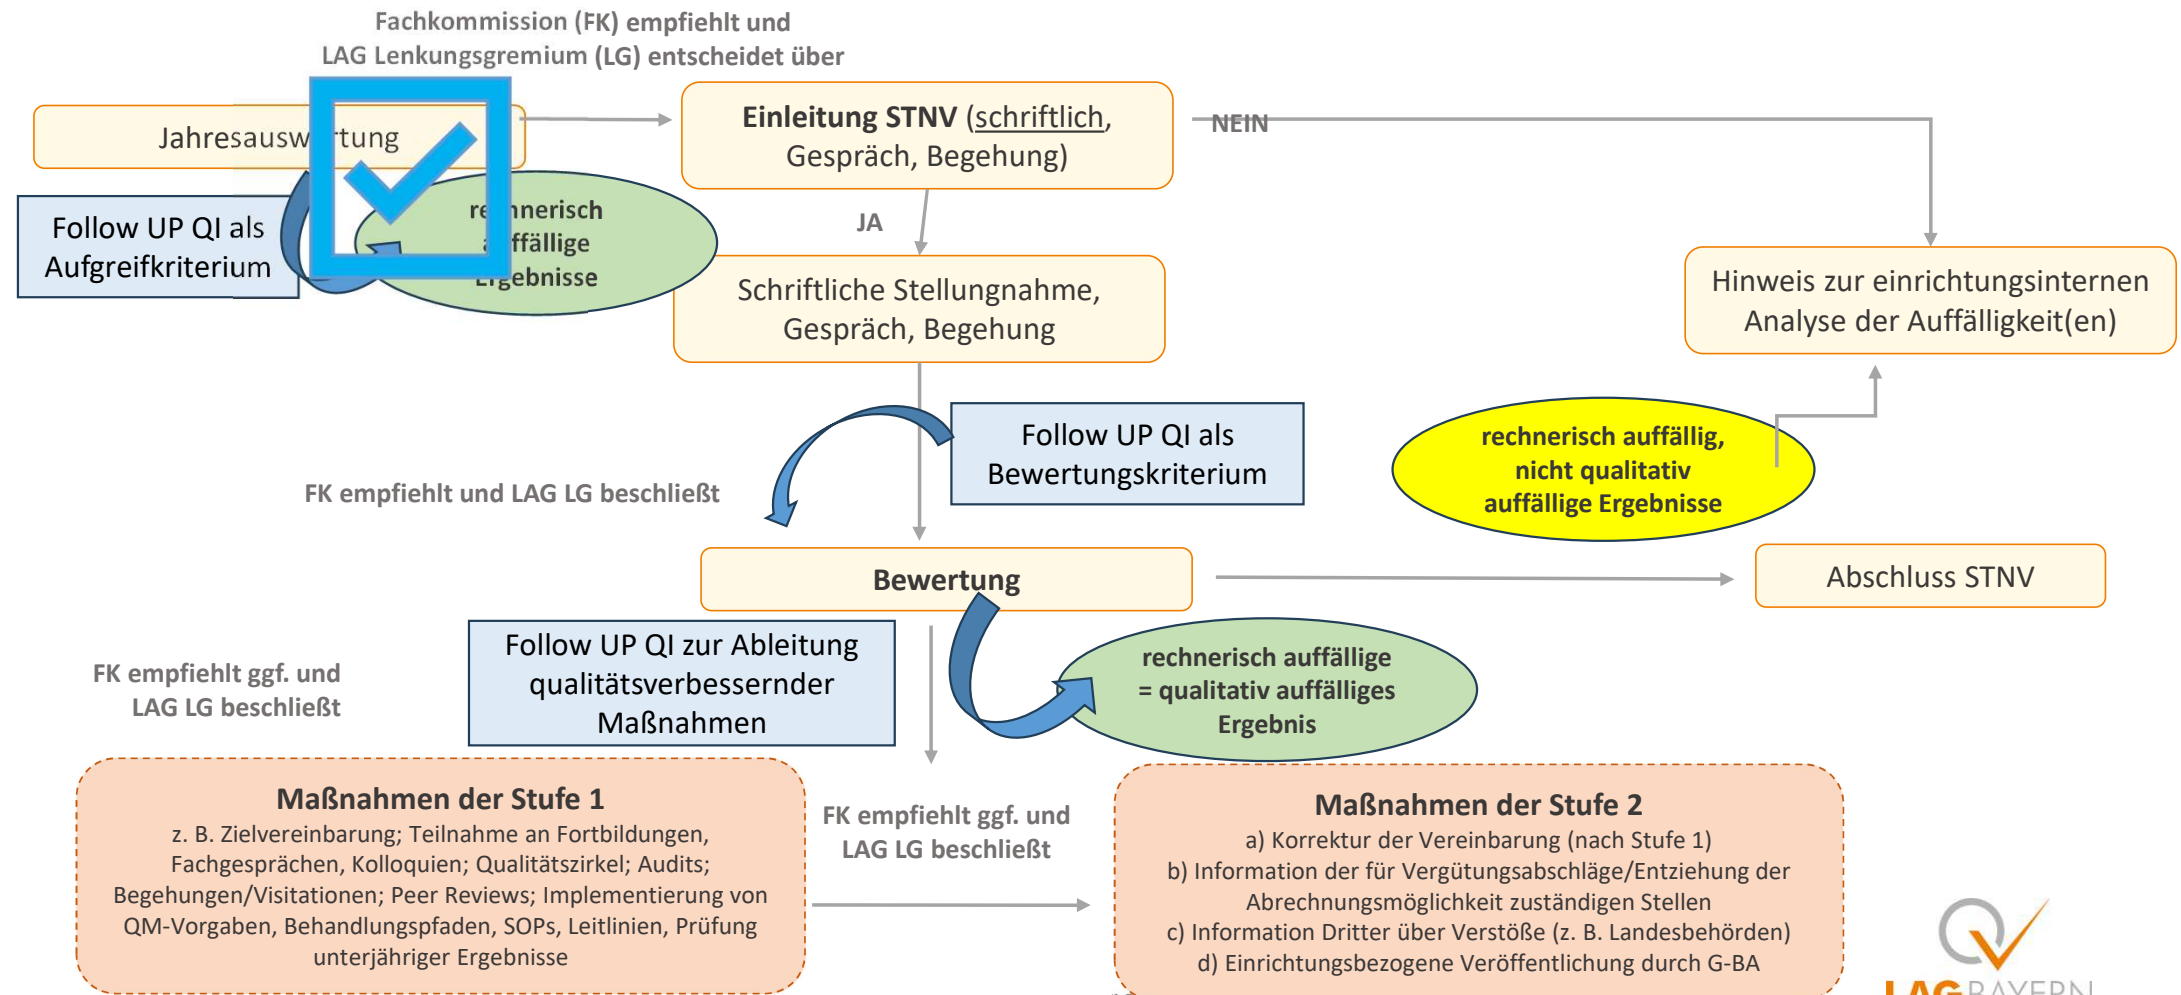 Fachkommission (FK) empfiehlt und
LAG Lenkungsgremium (LG) entscheidet über
Jahresauswertung
Einleitung STNV (schriftlich,
Gespräch, Begehung)
NEIN
Follow UP QI als
Aufgreifkriterium
rechnerisch
auffällige
Ergebnisse
JA
Schriftliche Stellungnahme,
Gespräch, Begehung
Hinweis zur einrichtungsinternen
Analyse der Auffälligkeit(en)
Follow UP QI als
Bewertungskriterium
rechnerisch auffällig,
nicht qualitativ
auffällige Ergebnisse
FK empfiehlt und LAG LG beschließt
Bewertung
Abschluss STNV
Follow UP QI zur Ableitung
qualitätsverbessernder
Maßnahmen
rechnerisch auffällige
= qualitativ auffälliges
Ergebnis
FK empfiehlt ggf. und
LAG LG beschließt
Maßnahmen der Stufe 1
z. B. Zielvereinbarung; Teilnahme an Fortbildungen,
Fachgesprächen, Kolloquien; Qualitätszirkel; Audits;
Begehungen/Visitationen; Peer Reviews; Implementierung von
QM-Vorgaben, Behandlungspfaden, SOPs, Leitlinien, Prüfung
unterjähriger Ergebnisse
FK empfiehlt ggf. und
LAG LG beschließt
Maßnahmen der Stufe 2
a) Korrektur der Vereinbarung (nach Stufe 1)
b) Information der für Vergütungsabschläge/Entziehung der
Abrechnungsmöglichkeit zuständigen Stellen
c) Information Dritter über Verstöße (z. B. Landesbehörden)
d) Einrichtungsbezogene Veröffentlichung durch G-BA
LAG BAYERN